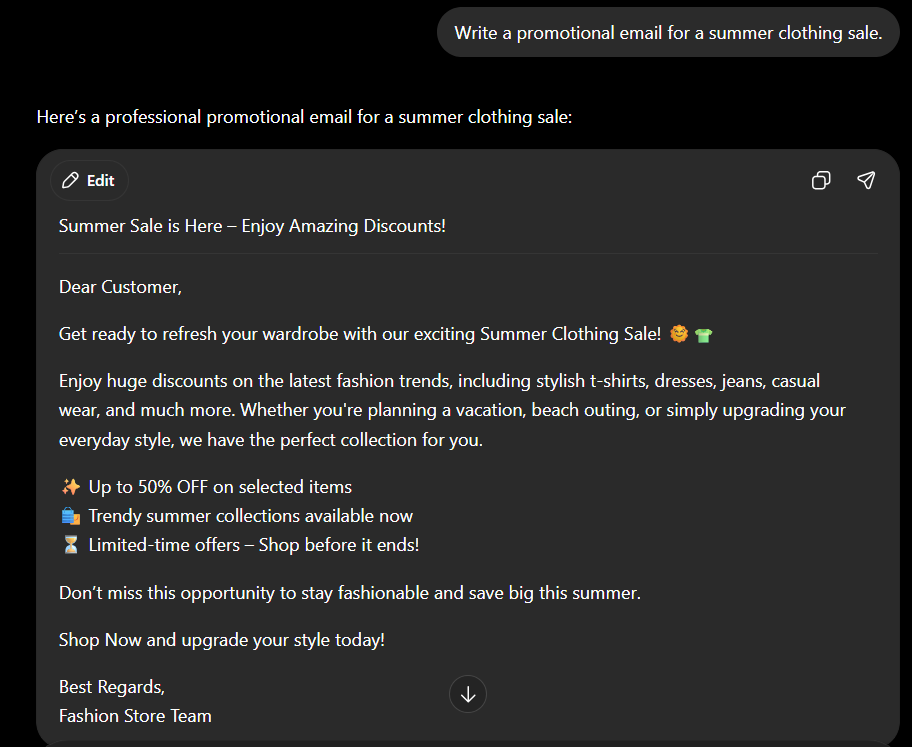 Write a promotional email for a summer clothing sale.
Here’s a professional promotional email for a summer clothing sale:
Edit
Summer Sale is Here – Enjoy Amazing Discounts!
Dear Customer,
Get ready to refresh your wardrobe with our exciting Summer Clothing Sale! 🌞👕
Enjoy huge discounts on the latest fashion trends, including stylish t-shirts, dresses, jeans, casual
wear, and much more. Whether you're planning a vacation, beach outing, or simply upgrading your
everyday style, we have the perfect collection for you.
✨ Up to 50% OFF on selected items
🛍️ Trendy summer collections available now
⏳ Limited-time offers – Shop before it ends!
Don’t miss this opportunity to stay fashionable and save big this summer.
Shop Now and upgrade your style today!
Best Regards,
Fashion Store Team